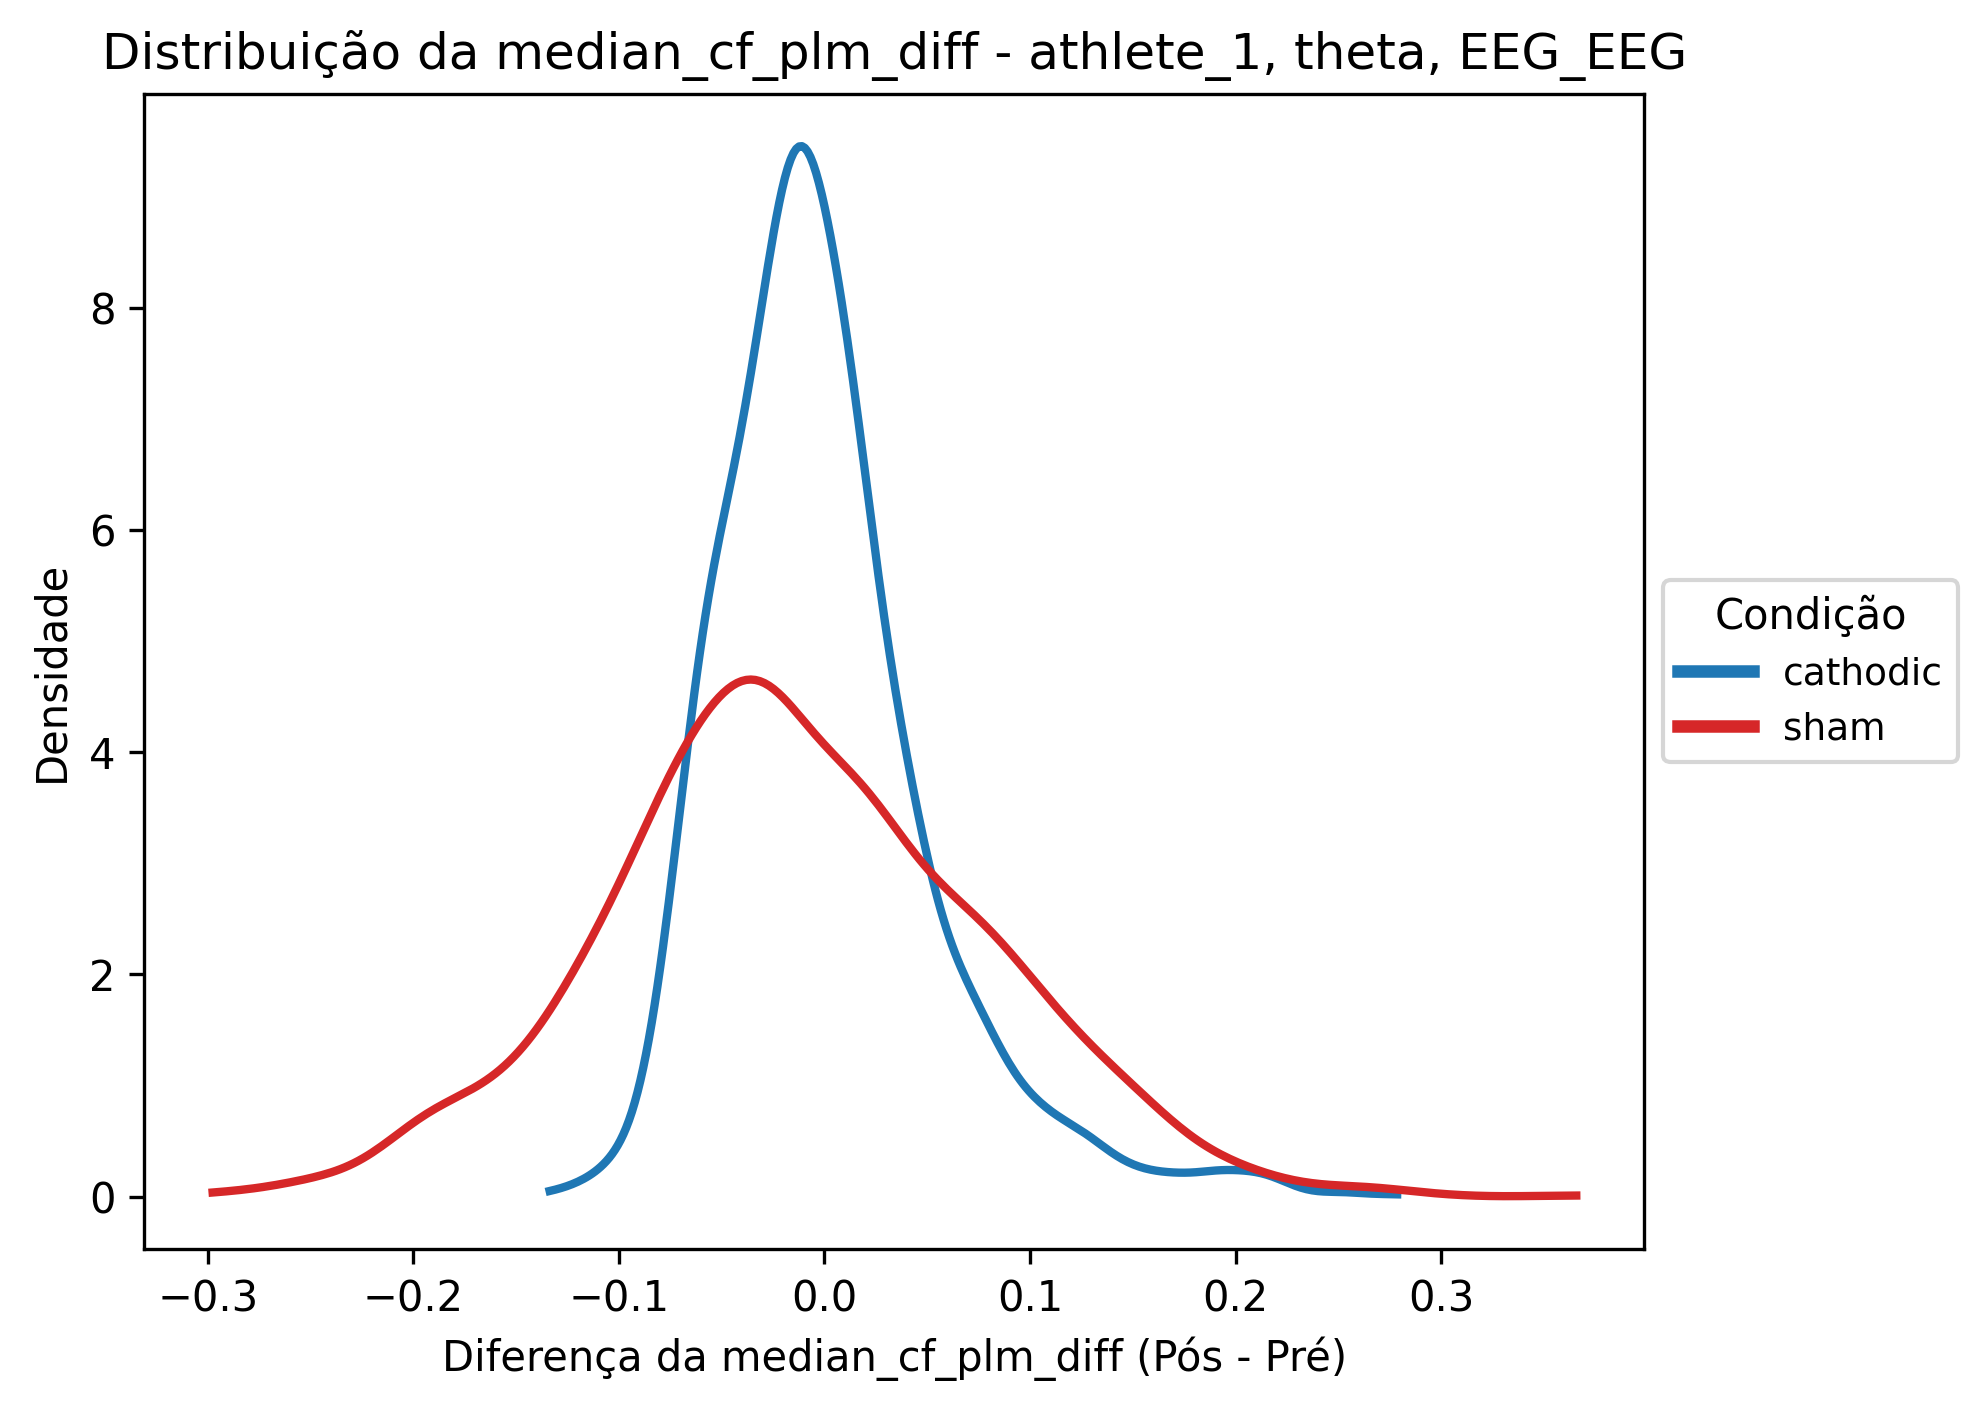 Distribuição da median_cf_plm_diff - athlete_1, theta, EEG_EEG
Densidade
8
6
4
2
0
−0.3 −0.2 −0.1 0.0 0.1 0.2 0.3
Diferença da median_cf_plm_diff (Pós - Pré)
Condição
cathodic
sham